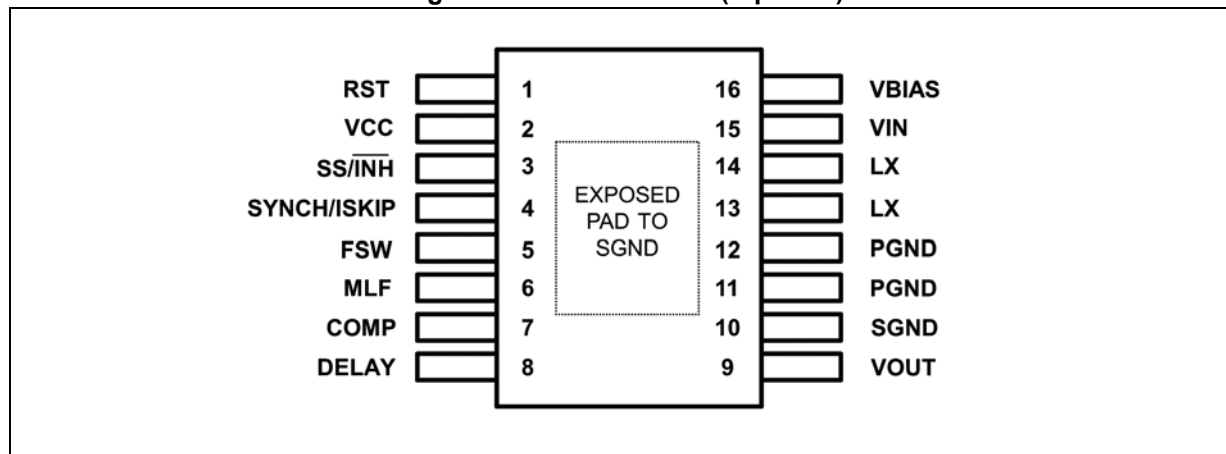 RST 1 16 VBIAS
VCC 2 15 VIN
SS/INH 3 14 LX
SYNCH/ISKIP 4 13 LX
EXPOSED
PAD TO
SGND
FSW 5 12 PGND
MLF 6 11 PGND
COMP 7 10 SGND
DELAY 8 9 VOUT